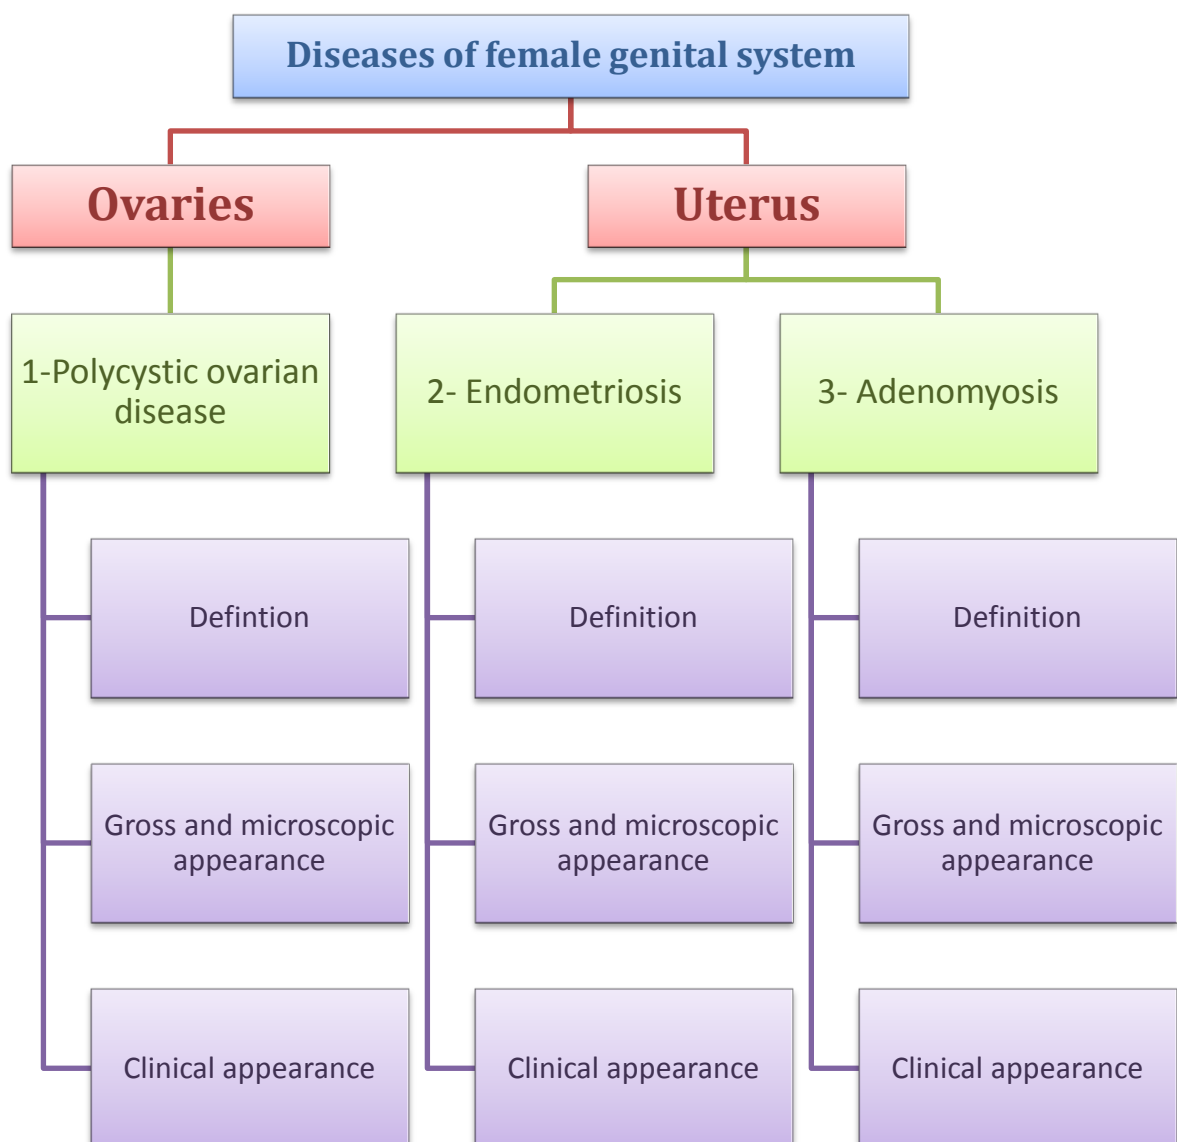 Diseases of female genital system
Ovaries
Uterus
1-Polycystic ovarian
disease
2- Endometriosis
3- Adenomyosis
Defintion
Definition
Definition
Gross and microscopic
appearance
Gross and microscopic
appearance
Gross and microscopic
appearance
Clinical appearance
Clinical appearance
Clinical appearance